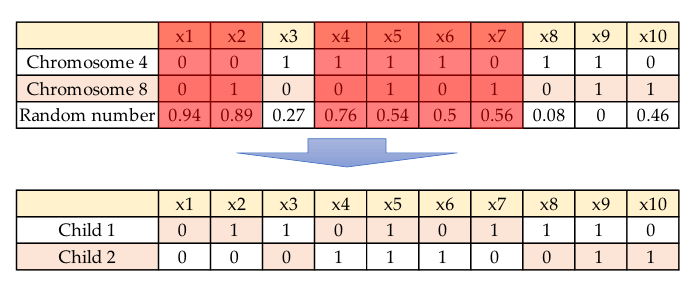 x1 x2 x3 x4 x5 x6 x7 x8 x9 x10
Chromosome 4 0 0 1 1 1 1 0 1 1 0
Chromosome 8 0 1 0 0 1 0 1 0 1 1
Random number 0.94 0.89 0.27 0.76 0.54 0.5 0.56 0.08 0 0.46
x1 x2 x3 x4 x5 x6 x7 x8 x9 x10
Child 1 0 1 1 0 1 0 1 1 1 0
Child 2 0 0 0 1 1 1 0 0 1 1